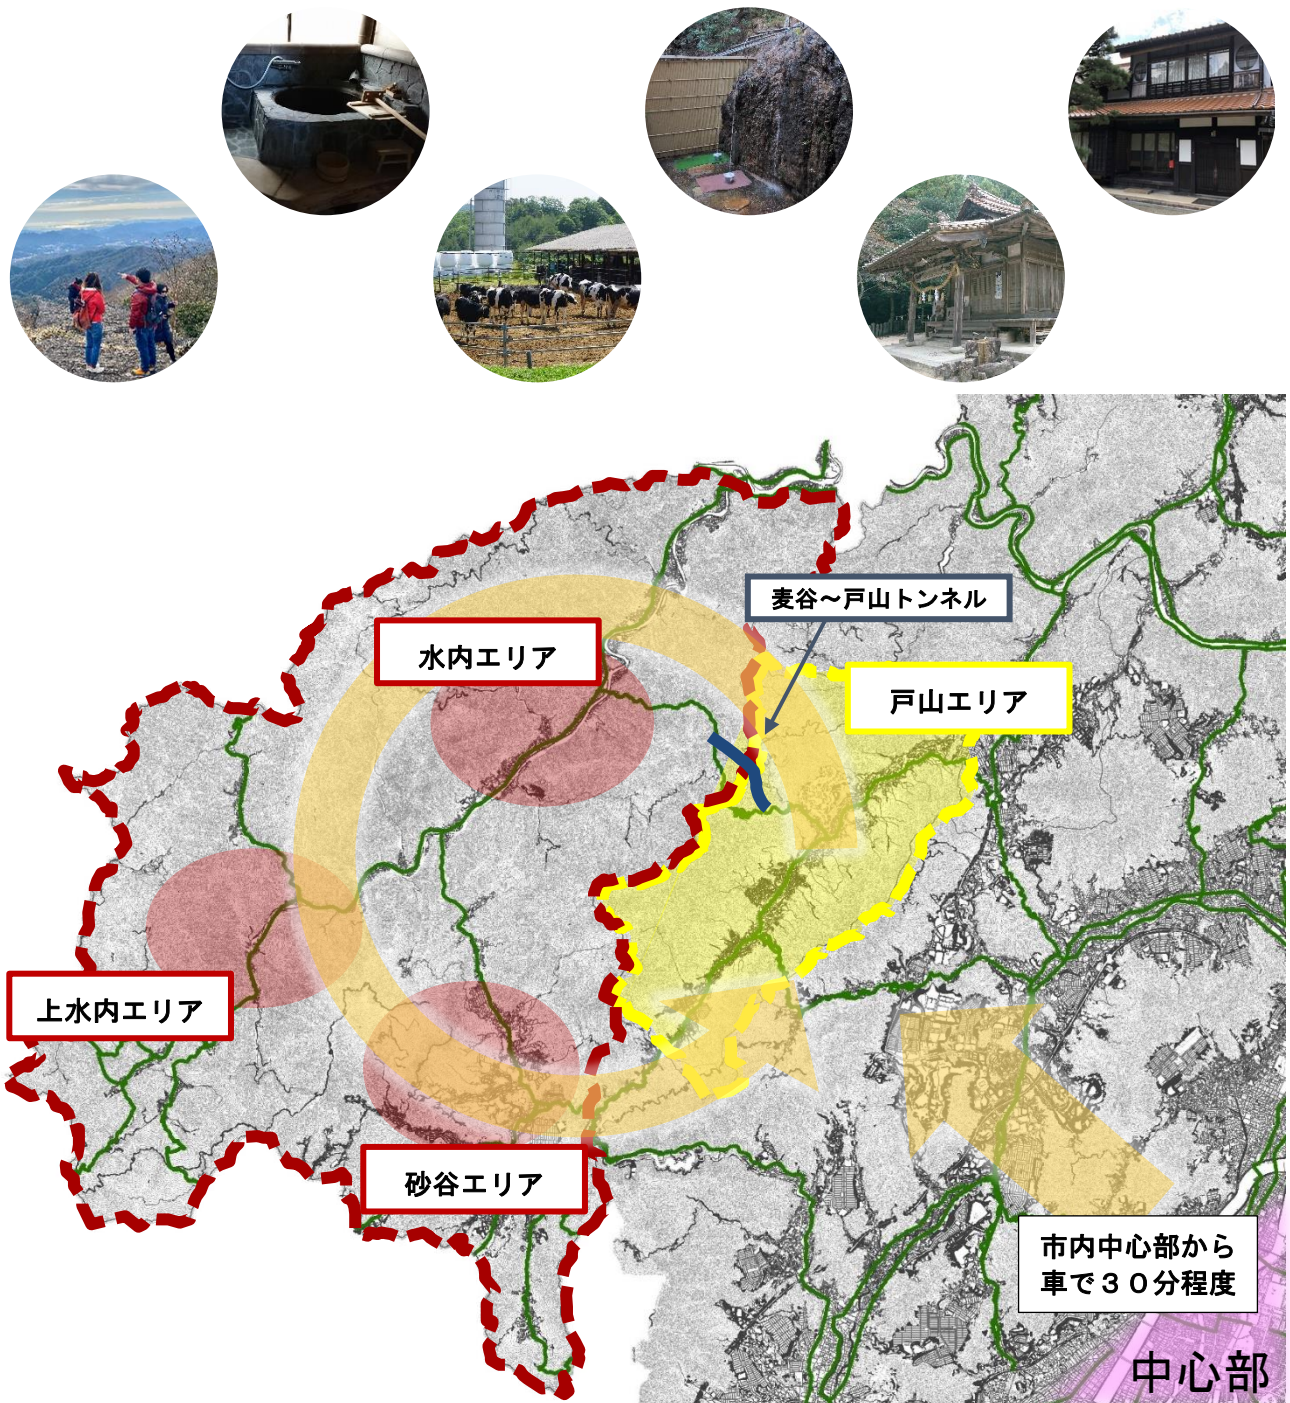 麦谷～戸山トンネル
水内エリア
戸山エリア
上水内エリア
砂谷エリア
市内中心部から
車で３０分程度
中心部